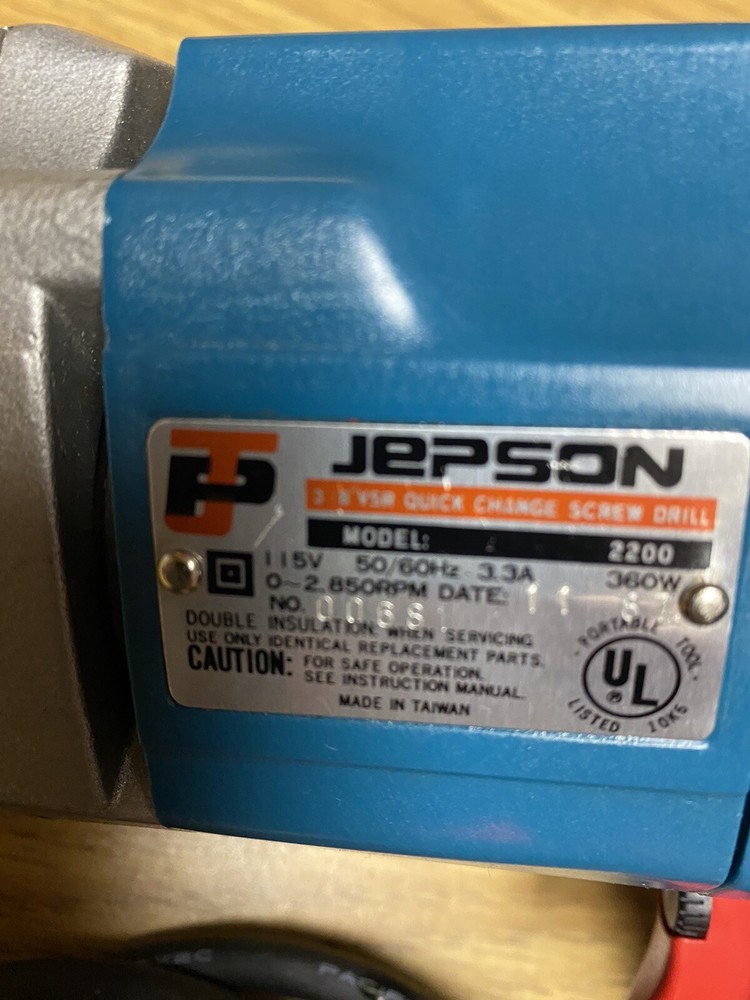 JEPSON
VSR QUICK CHANGE SCREW DRILL
MODEL: 2200
115V 50/60Hz 3.3A 360W
0~2,850RPM DATE: 11
NO.
DOUBLE INSULATION: WHEN SERVICING
USE ONLY IDENTICAL REPLACEMENT PARTS.
CAUTION: FOR SAFE OPERATION.
SEE INSTRUCTION MANUAL.
MADE IN TAIWAN
PORTABLE TOOL
UL
®
LISTED 10K6